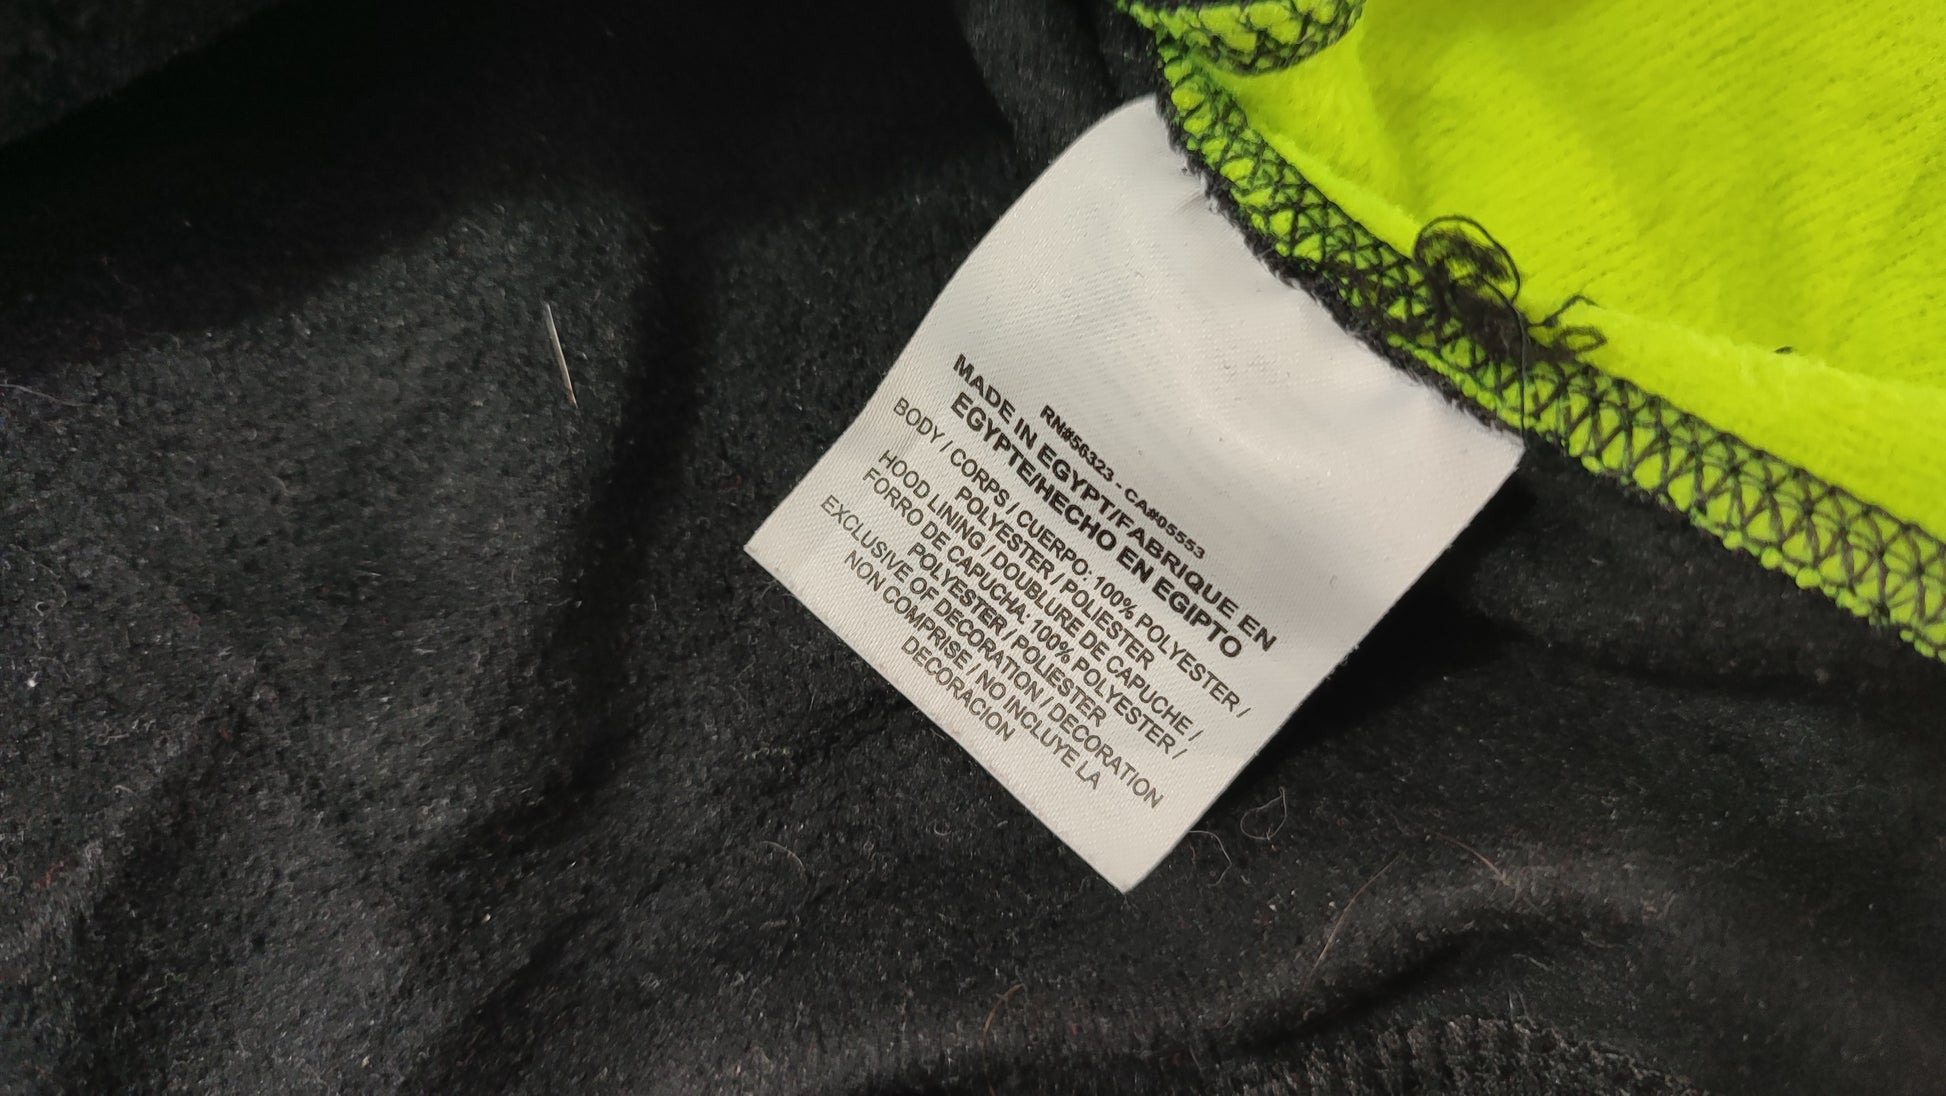 RN#56323 - CA#05553
MADE IN EGYPT/FABRIQUE EN
EGYPTE/HECHO EN EGIPTO
BODY / CORPS / CUERPO: 100% POLYESTER /
POLYESTER / POLIESTER
HOOD LINING / DOUBLURE DE CAPUCHE /
FORRO DE CAPUCHA: 100% POLYESTER /
POLYESTER / POLIESTER
EXCLUSIVE OF DECORATION / DECORATION
NON COMPRISE / NO INCLUYE LA
DECORACION